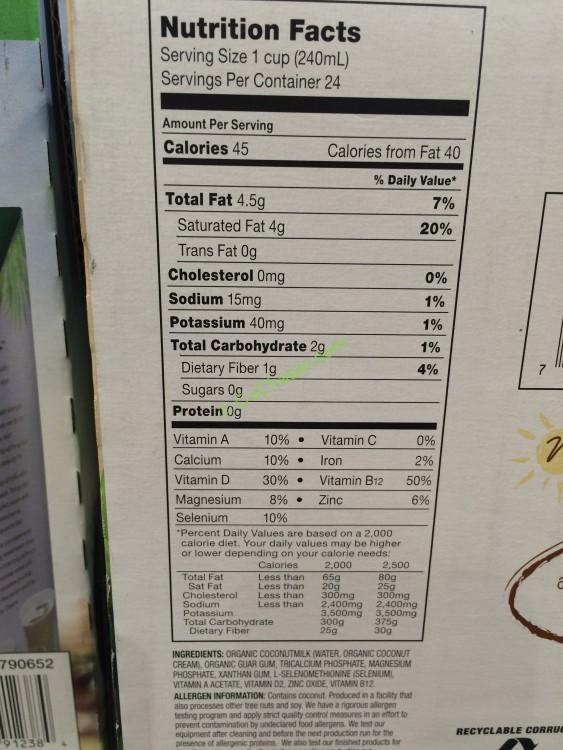 Nutrition Facts
Serving Size 1 cup (240mL)
Servings Per Container 24
Amount Per Serving
Calories 45 Calories from Fat 40
% Daily Value*
Total Fat 4.5g 7%
Saturated Fat 4g 20%
Trans Fat 0g
Cholesterol 0mg 0%
Sodium 15mg 1%
Potassium 40mg 1%
Total Carbohydrate 2g 1%
Dietary Fiber 1g 4%
Sugars 0g
Protein 0g
Vitamin A 10% • Vitamin C 0%
Calcium 10% • Iron 2%
Vitamin D 30% • Vitamin B12 50%
Magnesium 8% • Zinc 6%
Selenium 10%
*Percent Daily Values are based on a 2,000
calorie diet. Your daily values may be higher
or lower depending on your calorie needs:
Calories 2,000 2,500
Total Fat Less than 65g 80g
Sat Fat Less than 20g 25g
Cholesterol Less than 300mg 300mg
Sodium Less than 2,400mg 2,400mg
Potassium 3,500mg 3,500mg
Total Carbohydrate 300g 375g
Dietary Fiber 25g 30g
INGREDIENTS: ORGANIC COCONUTMILK (WATER, ORGANIC COCONUT
CREAM), ORGANIC GUAR GUM, TRICALCIUM PHOSPHATE, MAGNESIUM
PHOSPHATE, XANTHAN GUM, L-SELENOMETHIONINE (SELENIUM),
VITAMIN A ACETATE, VITAMIN D2, ZINC OXIDE, VITAMIN B12.
ALLERGEN INFORMATION: Contains coconut. Produced in a facility that
also processes other tree nuts and soy. We have a rigorous allergen
testing program and apply strict quality control measures in an effort to
prevent contamination by undeclared food allergens. We test our
equipment after cleaning and before the next production run for the
presence of allergenic proteins. We also test our finished products for
790652
91238 4
7
RECYCLABLE CORRU